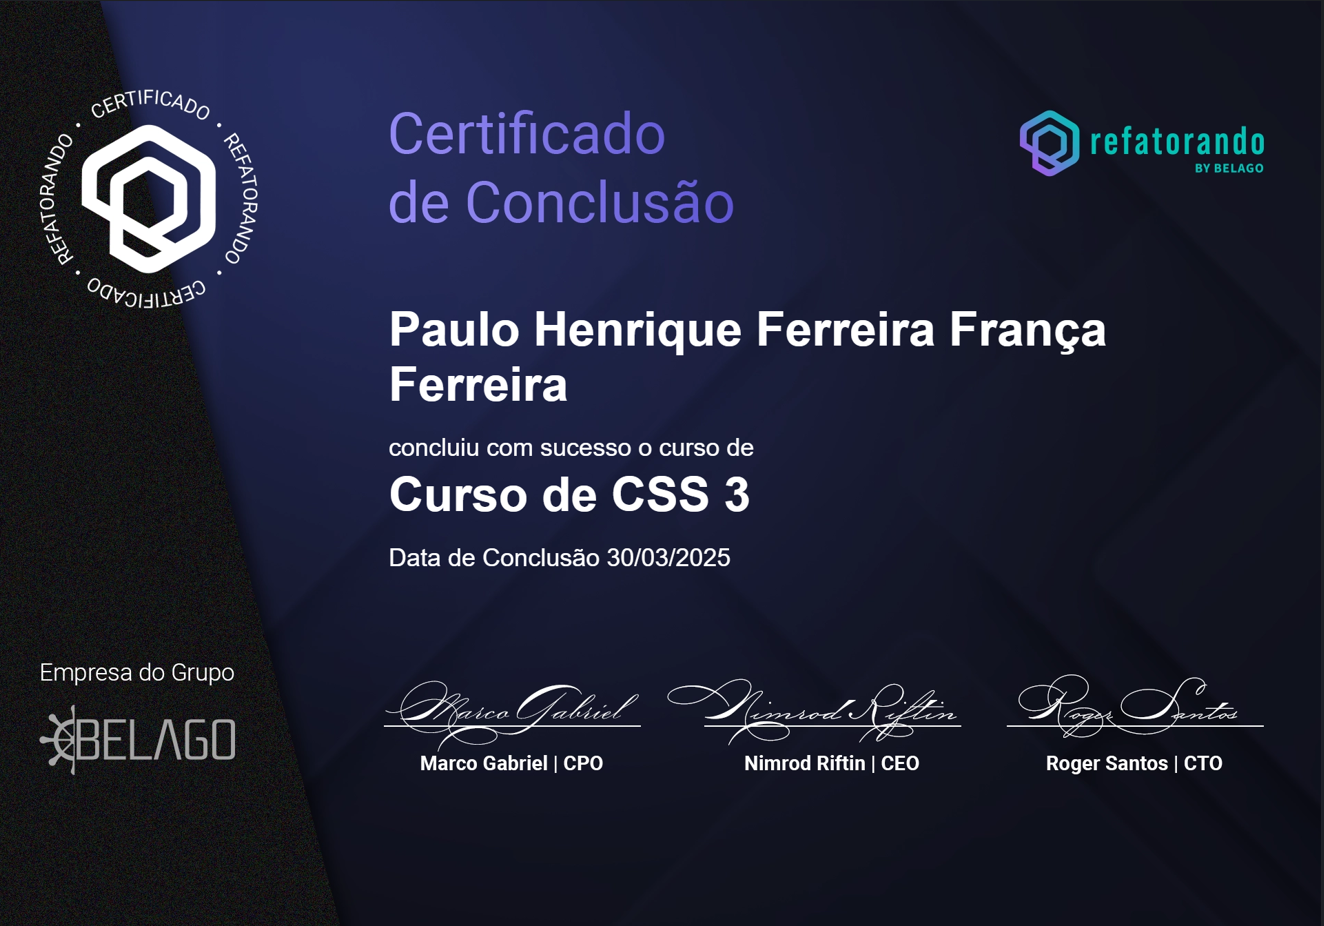 CERTIFICADO • REFATORANDO • CERTIFICADO • REFATORANDO •
Certificado
de Conclusão
refatorando
BY BELAGO
Paulo Henrique Ferreira França
Ferreira
concluiu com sucesso o curso de
Curso de CSS 3
Data de Conclusão 30/03/2025
Empresa do Grupo
BELAGO
Marco Gabriel Nimrod Riftin Roger Santos
Marco Gabriel | CPO Nimrod Riftin | CEO Roger Santos | CTO